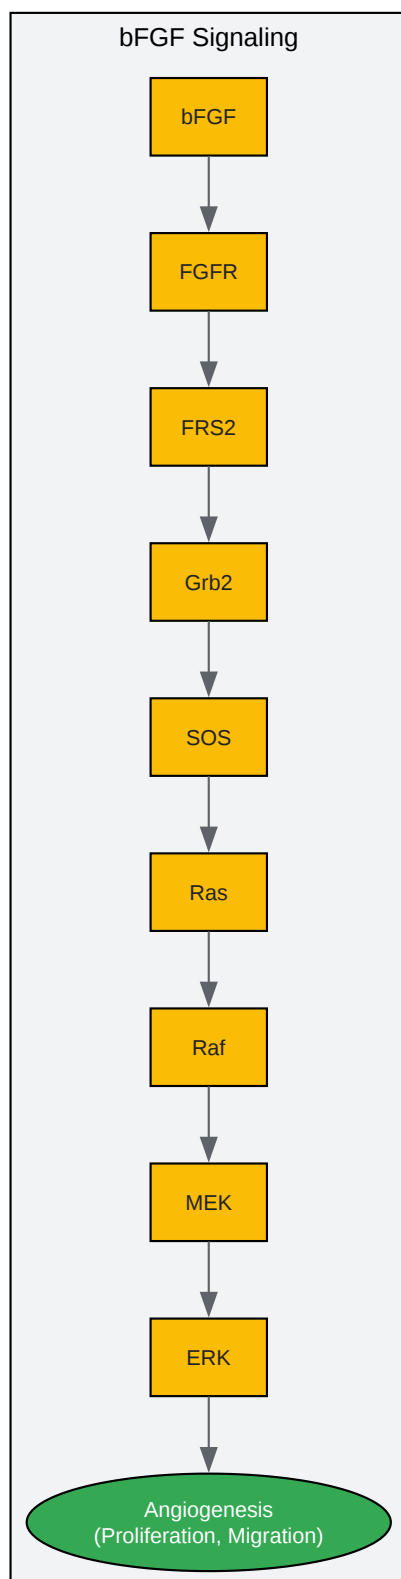 bFGF Signaling
bFGF
FGFR
FRS2
Grb2
SOS
Ras
Raf
MEK
ERK
Angiogenesis
(Proliferation, Migration)